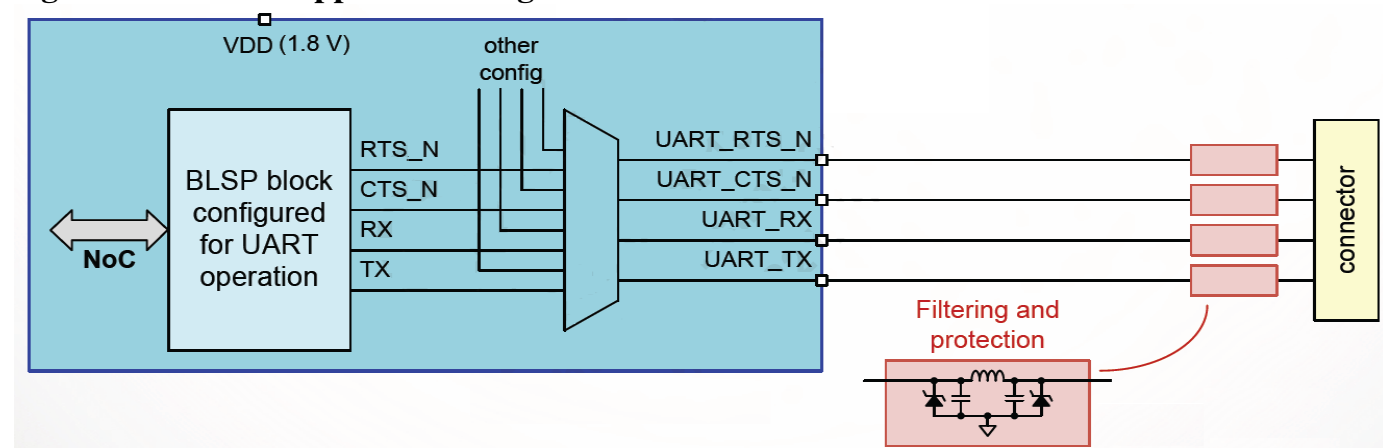 VDD (1.8 V)
other
config
BLSP block
configured
for UART
operation
NoC
RTS_N
CTS_N
RX
TX
UART_RTS_N
UART_CTS_N
UART_RX
UART_TX
connector
Filtering and
protection